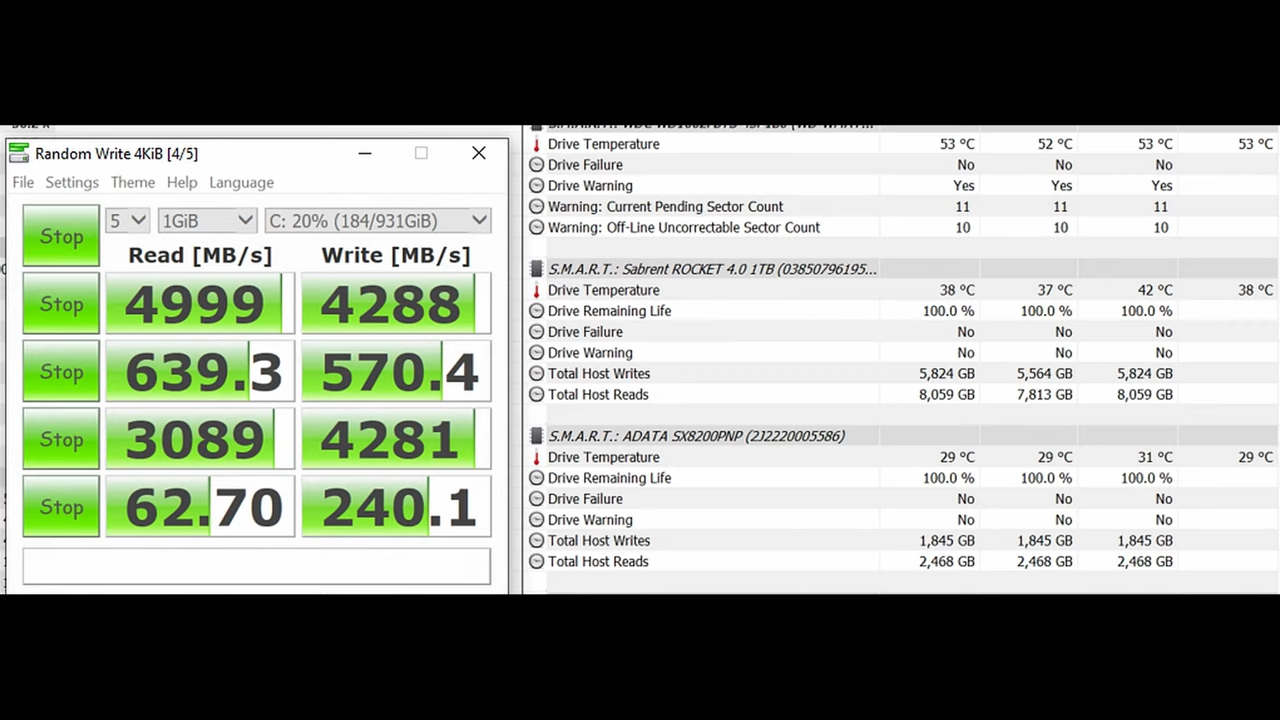 Random Write 4KiB [4/5]
File Settings Theme Help Language
Stop 5 1GiB C: 20% (184/931GiB)
Read [MB/s] Write [MB/s]
Stop 4999 4288
Stop 639.3 570.4
Stop 3089 4281
Stop 62.70 240.1
Drive Temperature 53 °C 52 °C 53 °C 53 °C
Drive Failure No No No
Drive Warning Yes Yes Yes
Warning: Current Pending Sector Count 11 11 11
Warning: Off-Line Uncorrectable Sector Count 10 10 10
S.M.A.R.T.: Sabrent ROCKET 4.0 1TB (03850796195...
Drive Temperature 38 °C 37 °C 42 °C 38 °C
Drive Remaining Life 100.0 % 100.0 % 100.0 %
Drive Failure No No No
Drive Warning No No No
Total Host Writes 5,824 GB 5,564 GB 5,824 GB
Total Host Reads 8,059 GB 7,813 GB 8,059 GB
S.M.A.R.T.: ADATA SX8200PNP (2J2220005586)
Drive Temperature 29 °C 29 °C 31 °C 29 °C
Drive Remaining Life 100.0 % 100.0 % 100.0 %
Drive Failure No No No
Drive Warning No No No
Total Host Writes 1,845 GB 1,845 GB 1,845 GB
Total Host Reads 2,468 GB 2,468 GB 2,468 GB